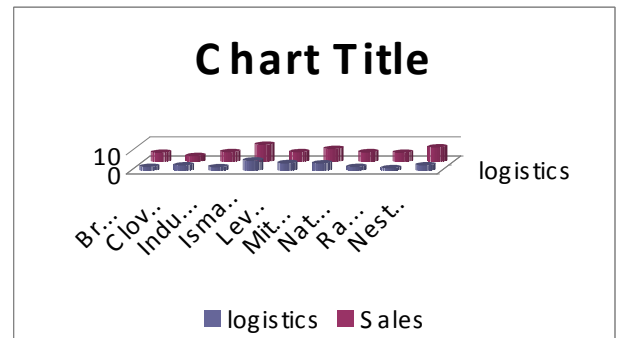 Chart Title
10
0
logistics
Br...
Clov..
Indu...
Isma..
Lev..
Mit...
Nat...
Ra...
Nest..
logistics Sales